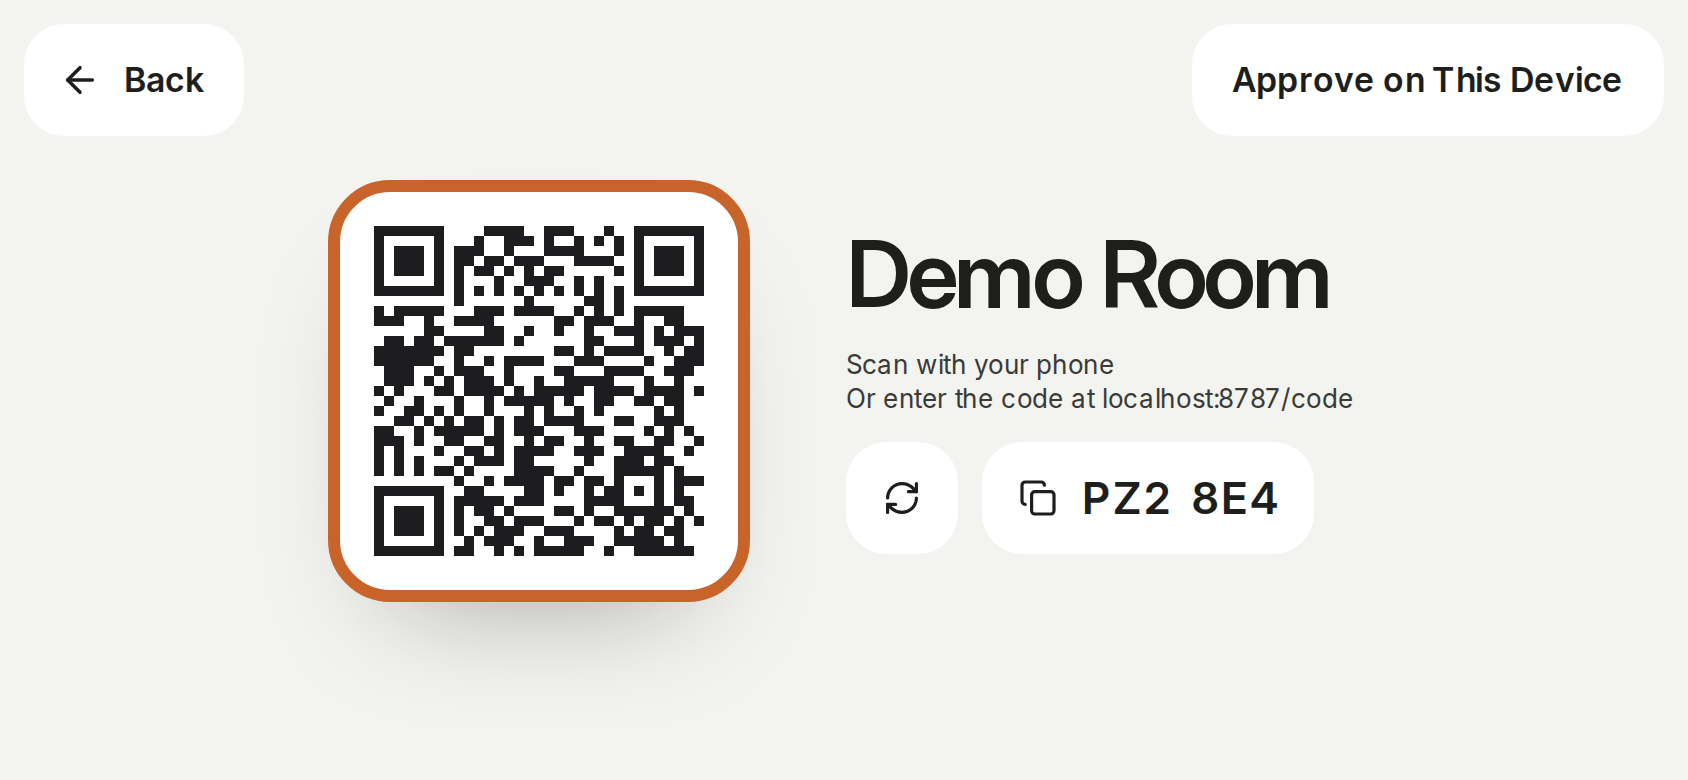 Back
Approve on This Device
Demo Room
Scan with your phone
Or enter the code at localhost:8787/code
PZ2 8E4